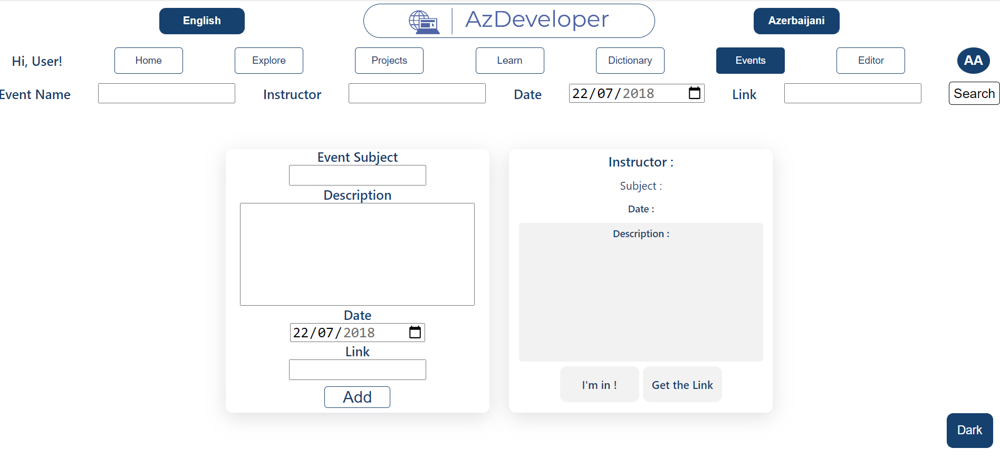 English
AzDeveloper
Azerbaijani
Hi, User!
Home
Explore
Projects
Learn
Dictionary
Events
Editor
AA
Event Name
Instructor
Date
22/07/2018
Link
Search
Event Subject
Description
Date
22/07/2018
Link
Add
Instructor :
Subject :
Date :
Description :
I'm in !
Get the Link
Dark